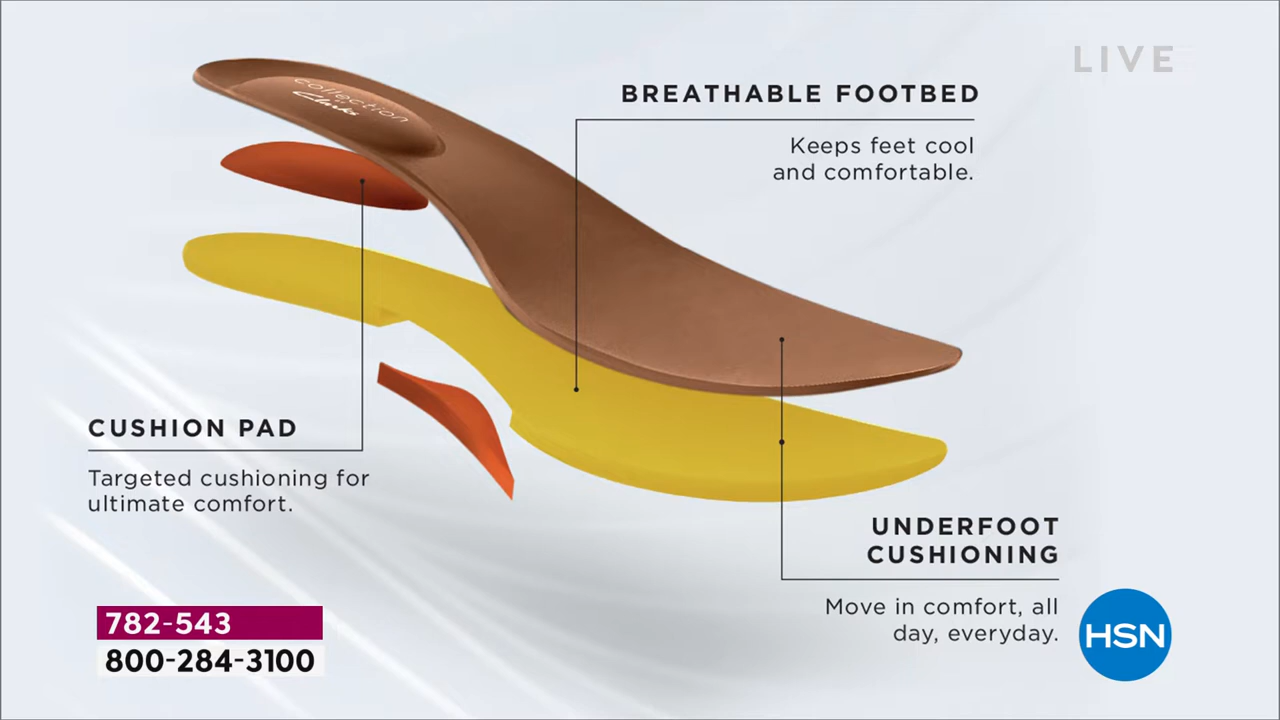 LIVE
collection
BY
Clarks
BREATHABLE FOOTBED
Keeps feet cool
and comfortable.
CUSHION PAD
Targeted cushioning for
ultimate comfort.
UNDERFOOT
CUSHIONING
Move in comfort, all
day, everyday.
782-543
800-284-3100
HSN